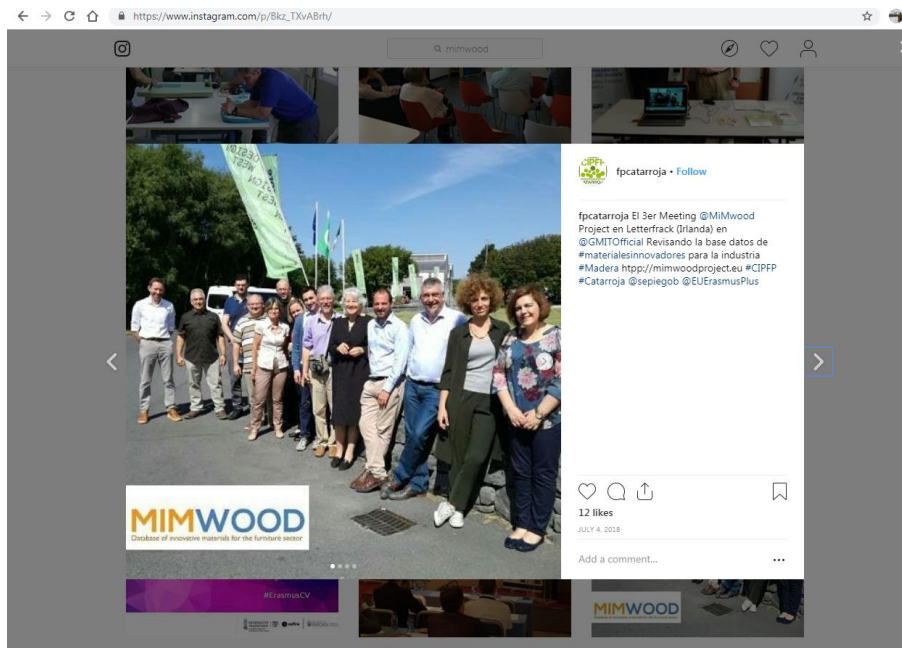 https://www.instagram.com/p/Bkz_TXvABrh/
mimwood
DESIGN
WEST
fpcatarroja • Follow
fpcatarroja El 3er Meeting @MiMwood
Project en Letterfrack (Irlanda) en
@GMITOfficial Revisando la base datos de
#materialesinnovadores para la industria
#Madera htpp://mimwoodproject.eu #CIPFP
#Catarroja @sepiegob @EUErasmusPlus
MIMWOOD
Database of innovative materials for the furniture sector
12 likes
JULY 4, 2018
Add a comment...
#ErasmusCV
MIMWOOD